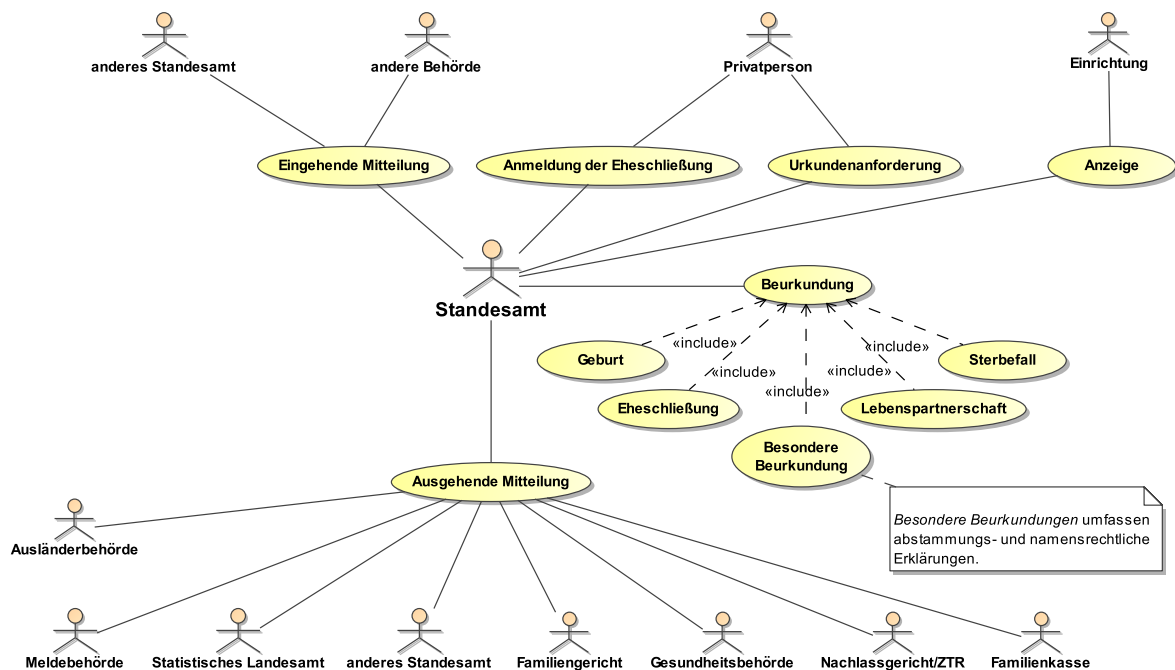 anderes Standesamt
andere Behörde
Privatperson
Einrichtung
Eingehende Mitteilung
Anmeldung der Eheschließung
Urkundenanforderung
Anzeige
Standesamt
Beurkundung
«include»
«include»
«include»
«include»
«include»
Geburt
Sterbefall
Eheschließung
Lebenspartnerschaft
Besondere
Beurkundung
Ausgehende Mitteilung
Besondere Beurkundungen umfassen
abstammungs- und namensrechtliche
Erklärungen.
Ausländerbehörde
Meldebehörde
Statistisches Landesamt
anderes Standesamt
Familiengericht
Gesundheitsbehörde
Nachlassgericht/ZTR
Familienkasse